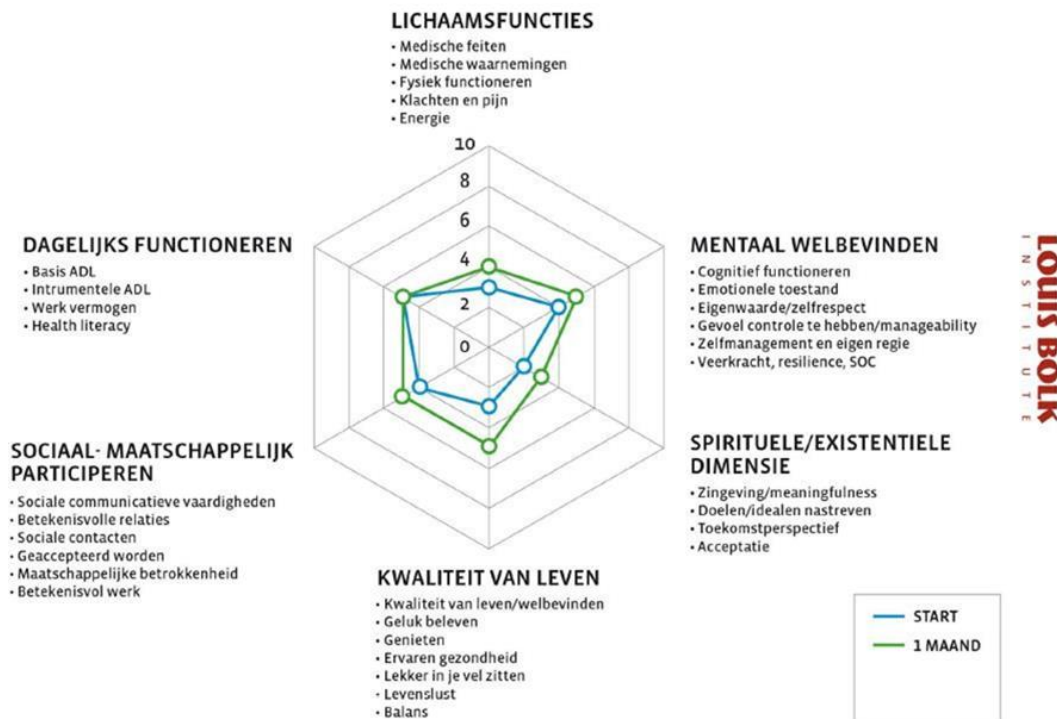 LICHAAMSFUNCTIES
• Medische feiten
• Medische waarnemingen
• Fysiek functioneren
• Klachten en pijn
• Energie
10
8
6
4
2
0
DAGELIJKS FUNCTIONEREN
• Basis ADL
• Intrumentele ADL
• Werk vermogen
• Health literacy
MENTAAL WELBEVINDEN
• Cognitief functioneren
• Emotionele toestand
• Eigenwaarde/zelfrespect
• Gevoel controle te hebben/manageability
• Zelfmanagement en eigen regie
• Veerkracht, resilience, SOC
SOCIAAL- MAATSCHAPPELIJK
PARTICIPEREN
• Sociale communicatieve vaardigheden
• Betekenisvolle relaties
• Sociale contacten
• Geaccepteerd worden
• Maatschappelijke betrokkenheid
• Betekenisvol werk
SPIRITUELE/EXISTENTIELE
DIMENSIE
• Zingeving/meaningfulness
• Doelen/idealen nastreven
• Toekomstperspectief
• Acceptatie
KWALITEIT VAN LEVEN
• Kwaliteit van leven/welbevinden
• Geluk beleven
• Genieten
• Ervaren gezondheid
• Lekker in je vel zitten
• Levenslust
• Balans
START
1 MAAND
LOUIS BOLK
INSTITUTE